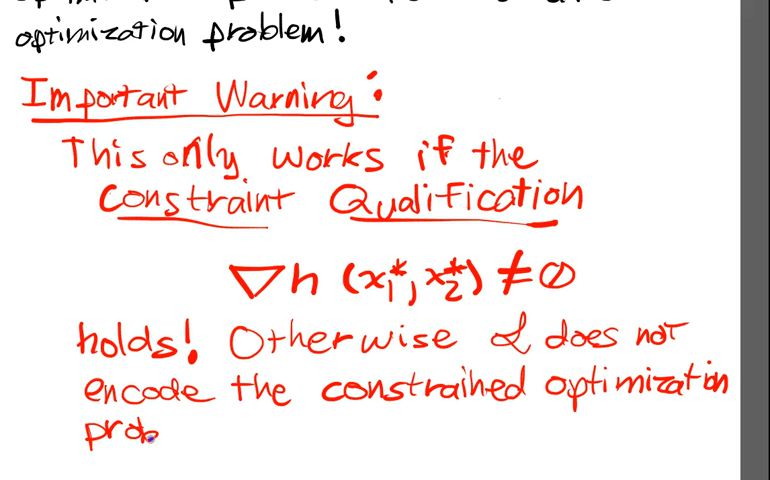 optimization problem!
Important Warning:
This only works if the
Constraint Qualification
∇h (x₁*, x₂*) ≠ 0
holds! Otherwise ℒ does not
encode the constrained optimization
prob